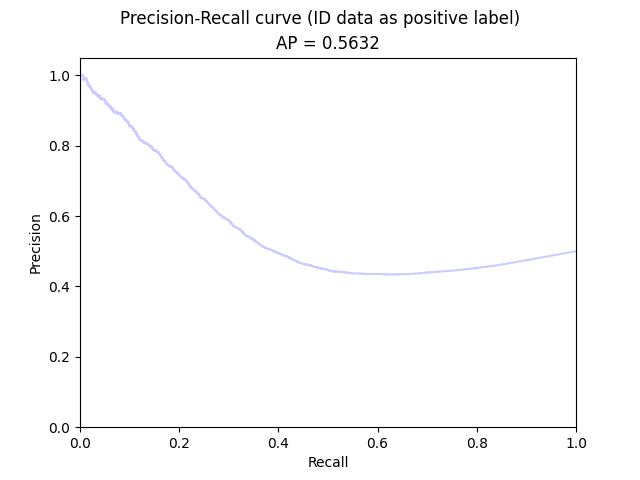 Precision-Recall curve (ID data as positive label)
AP = 0.5632
1.0
0.8
0.6
0.4
0.2
0.0
Precision
0.0 0.2 0.4 0.6 0.8 1.0
Recall